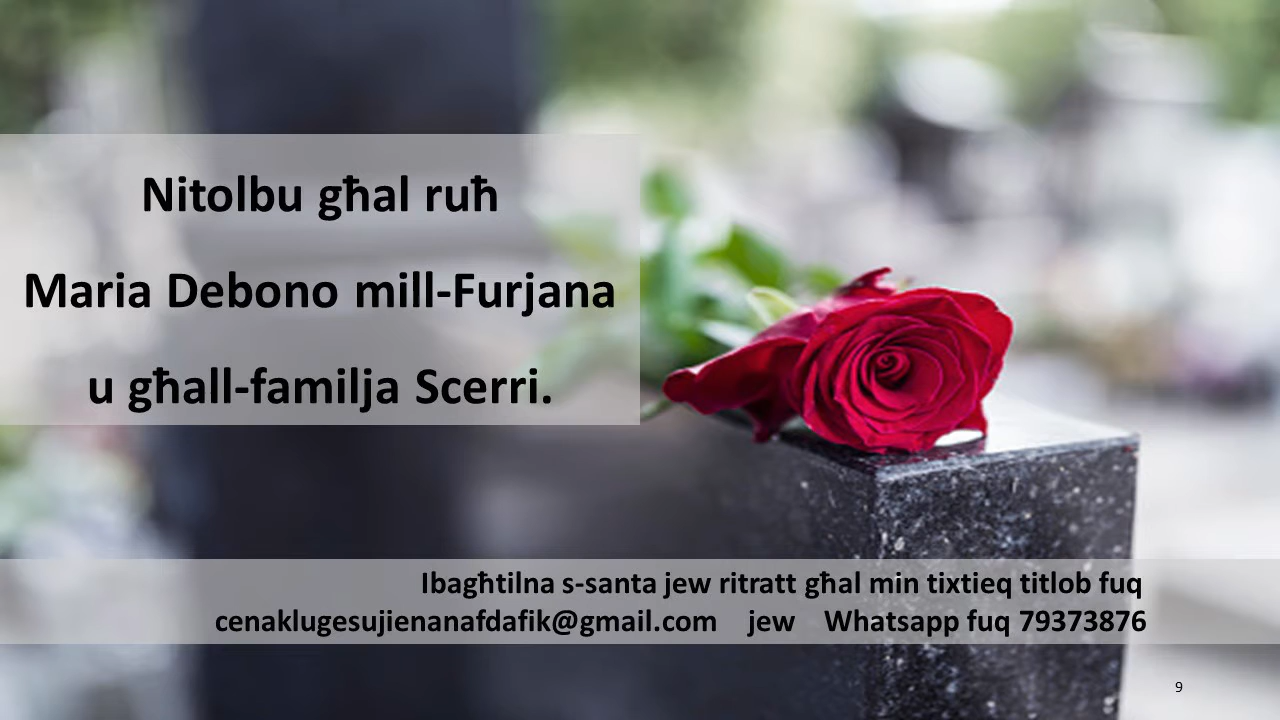 Nitolbu għal ruħ
Maria Debono mill-Furjana
u għall-familja Scerri.
Ibagħtilna s-santa jew ritratt għal min tixtieq titlob fuq
cenaklugesujienanafdafik@gmail.com jew Whatsapp fuq 79373876
9